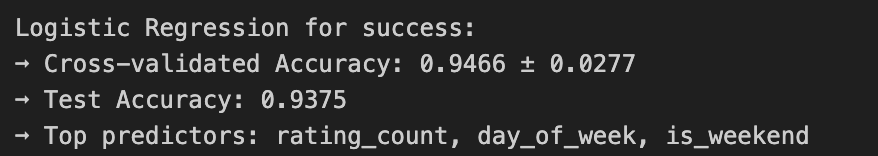 Logistic Regression for success:
→ Cross-validated Accuracy: 0.9466 ± 0.0277
→ Test Accuracy: 0.9375
→ Top predictors: rating_count, day_of_week, is_weekend